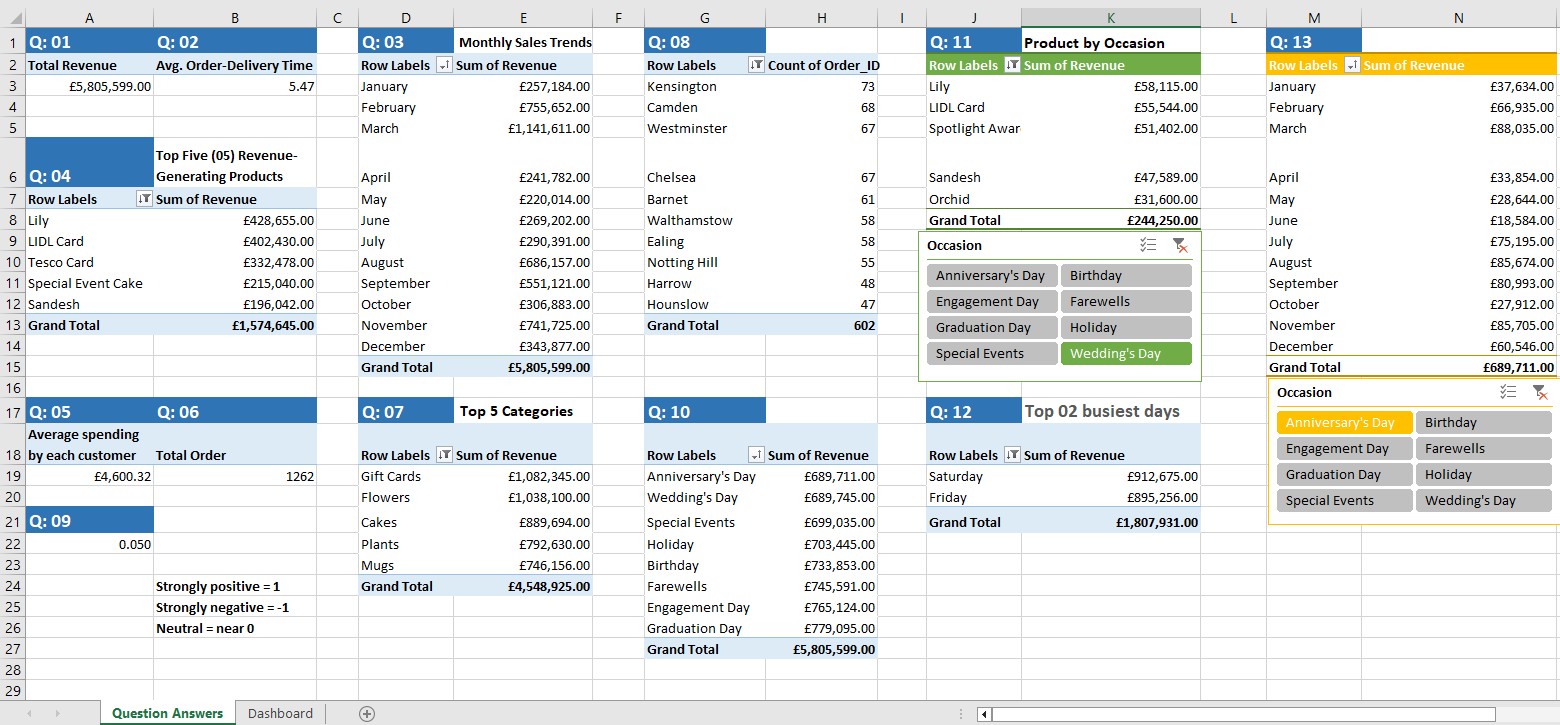 A B C D E F G H I J K L M N
1 Q: 01 Q: 02 Q: 03 Monthly Sales Trends Q: 08 Q: 11 Product by Occasion Q: 13
2 Total Revenue Avg. Order-Delivery Time Row Labels Sum of Revenue Row Labels Count of Order_ID Row Labels Sum of Revenue Row Labels Sum of Revenue
3 £5,805,599.00 5.47 January £257,184.00 Kensington 73 Lily £58,115.00 January £37,634.00
4 February £755,652.00 Camden 68 LIDL Card £55,544.00 February £66,935.00
5 March £1,141,611.00 Westminster 67 Spotlight Awar £51,402.00 March £88,035.00
Top Five (05) Revenue-
6 Q: 04 Generating Products April £241,782.00 Chelsea 67 Sandesh £47,589.00 April £33,854.00
7 Row Labels Sum of Revenue May £220,014.00 Barnet 61 Orchid £31,600.00 May £28,644.00
8 Lily £428,655.00 June £269,202.00 Walthamstow 58 Grand Total £244,250.00 June £18,584.00
9 LIDL Card £402,430.00 July £290,391.00 Ealing 58 Occasion July £75,195.00
10 Tesco Card £332,478.00 August £686,157.00 Notting Hill 55 Anniversary's Day Birthday August £85,674.00
11 Special Event Cake £215,040.00 September £551,121.00 Harrow 48 Engagement Day Farewells September £80,993.00
12 Sandesh £196,042.00 October £306,883.00 Hounslow 47 October £27,912.00
13 Grand Total £1,574,645.00 November £741,725.00 Grand Total 602 Graduation Day Holiday November £85,705.00
14 December £343,877.00 Special Events Wedding's Day December £60,546.00
15 Grand Total £5,805,599.00 Grand Total £689,711.00
16 Occasion
17 Q: 05 Q: 06 Q: 07 Top 5 Categories Q: 10 Q: 12 Top 02 busiest days
Average spending Anniversary's Day Birthday
18 by each customer Total Order Row Labels Sum of Revenue Row Labels Sum of Revenue Row Labels Sum of Revenue Engagement Day Farewells
19 £4,600.32 1262 Gift Cards £1,082,345.00 Anniversary's Day £689,711.00 Saturday £912,675.00 Graduation Day Holiday
20 Flowers £1,038,100.00 Wedding's Day £689,745.00 Friday £895,256.00 Special Events Wedding's Day
21 Q: 09 Cakes £889,694.00 Special Events £699,035.00 Grand Total £1,807,931.00
22 0.050 Plants £792,630.00 Holiday £703,445.00
23 Mugs £746,156.00 Birthday £733,853.00
24 Strongly positive = 1 Grand Total £4,548,925.00 Farewells £745,591.00
25 Strongly negative = -1 Engagement Day £765,124.00
26 Neutral = near 0 Graduation Day £779,095.00
27 Grand Total £5,805,599.00
28
29
Question Answers Dashboard